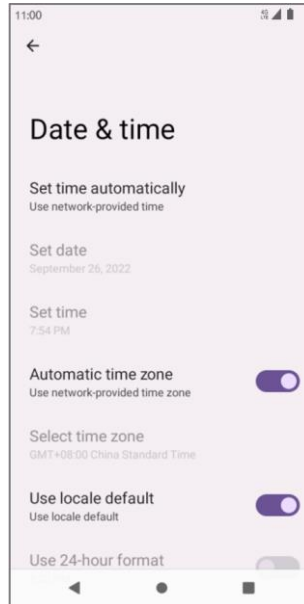 11:00
Date & time
Set time automatically
Use network-provided time
Set date
September 26, 2022
Set time
7:54 PM
Automatic time zone
Use network-provided time zone
Select time zone
GMT+08:00 China Standard Time
Use locale default
Use locale default
Use 24-hour format